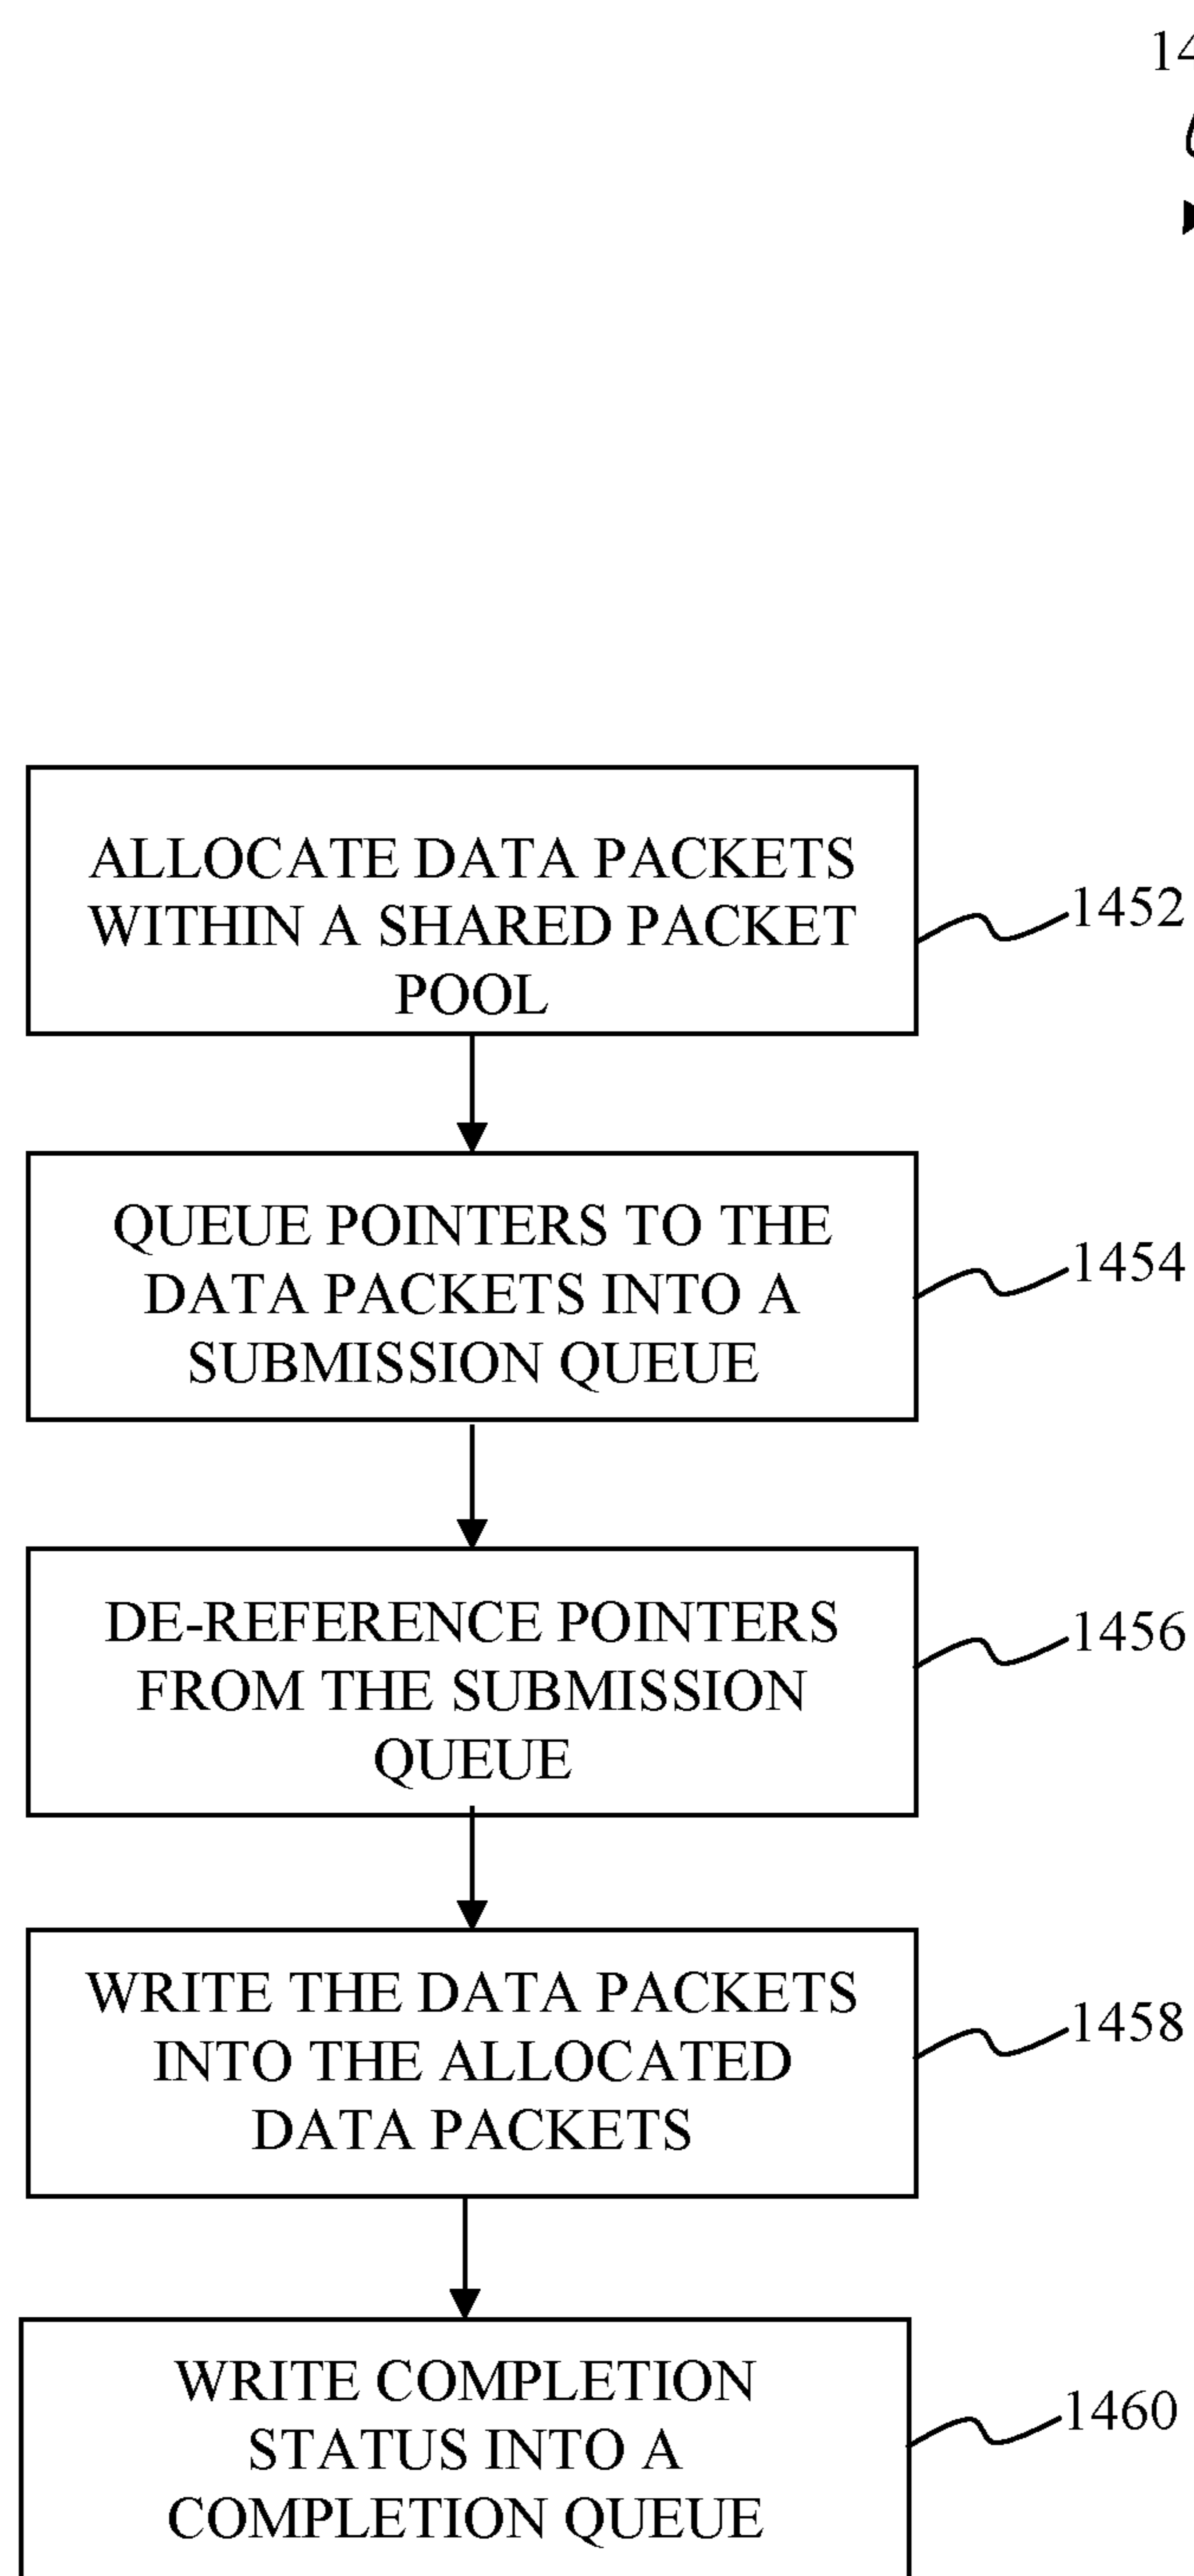 ALLOCATE DATA PACKETS
WITHIN A SHARED PACKET
POOL
1452
QUEUE POINTERS TO THE
DATA PACKETS INTO A
SUBMISSION QUEUE
1454
DE-REFERENCE POINTERS
FROM THE SUBMISSION
QUEUE
1456
WRITE THE DATA PACKETS
INTO THE ALLOCATED
DATA PACKETS
1458
WRITE COMPLETION
STATUS INTO A
COMPLETION QUEUE
1460